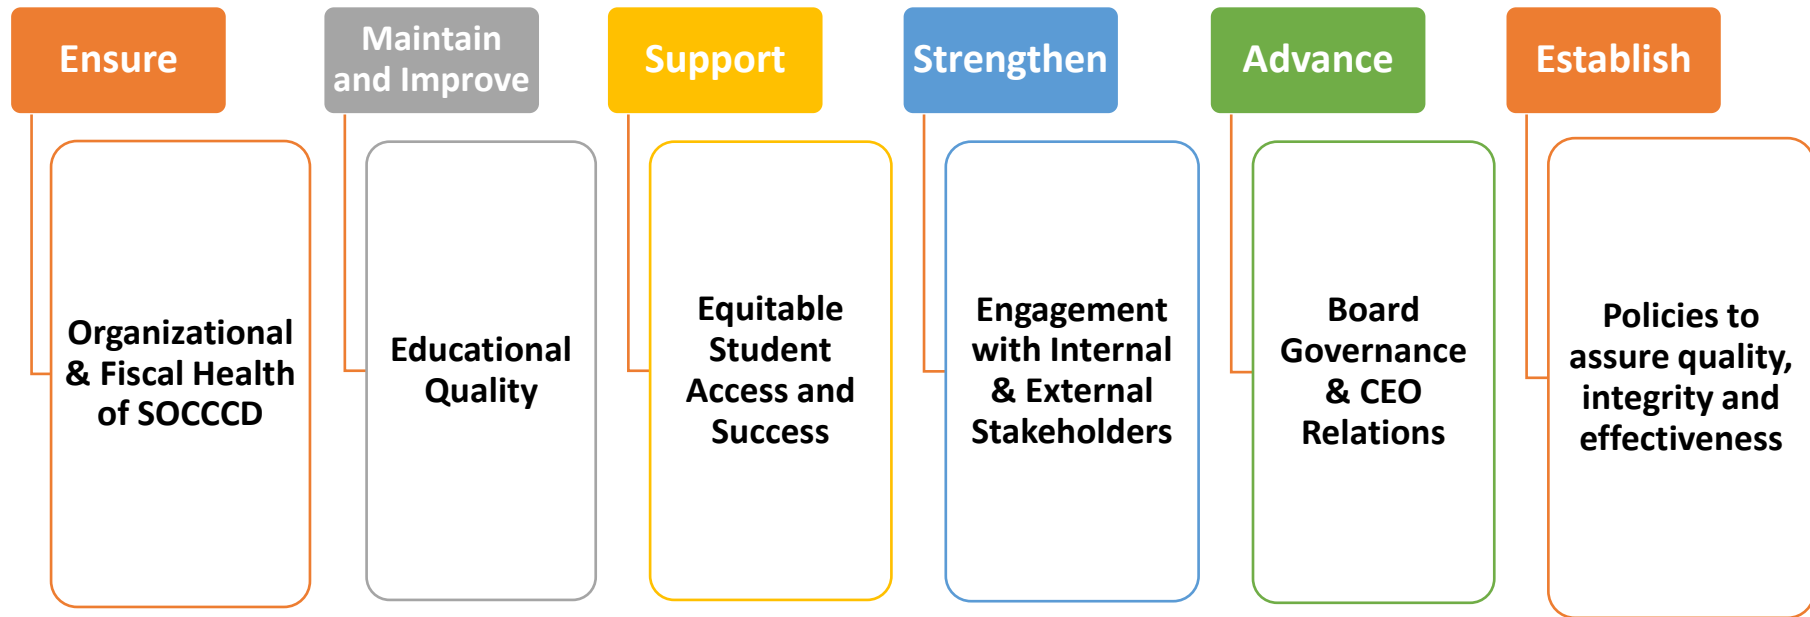 Ensure
Maintain
and Improve
Support
Strengthen
Advance
Establish
Organizational
& Fiscal Health
of SOCCCD
Educational
Quality
Equitable
Student
Access and
Success
Engagement
with Internal
& External
Stakeholders
Board
Governance
& CEO
Relations
Policies to
assure quality,
integrity and
effectiveness